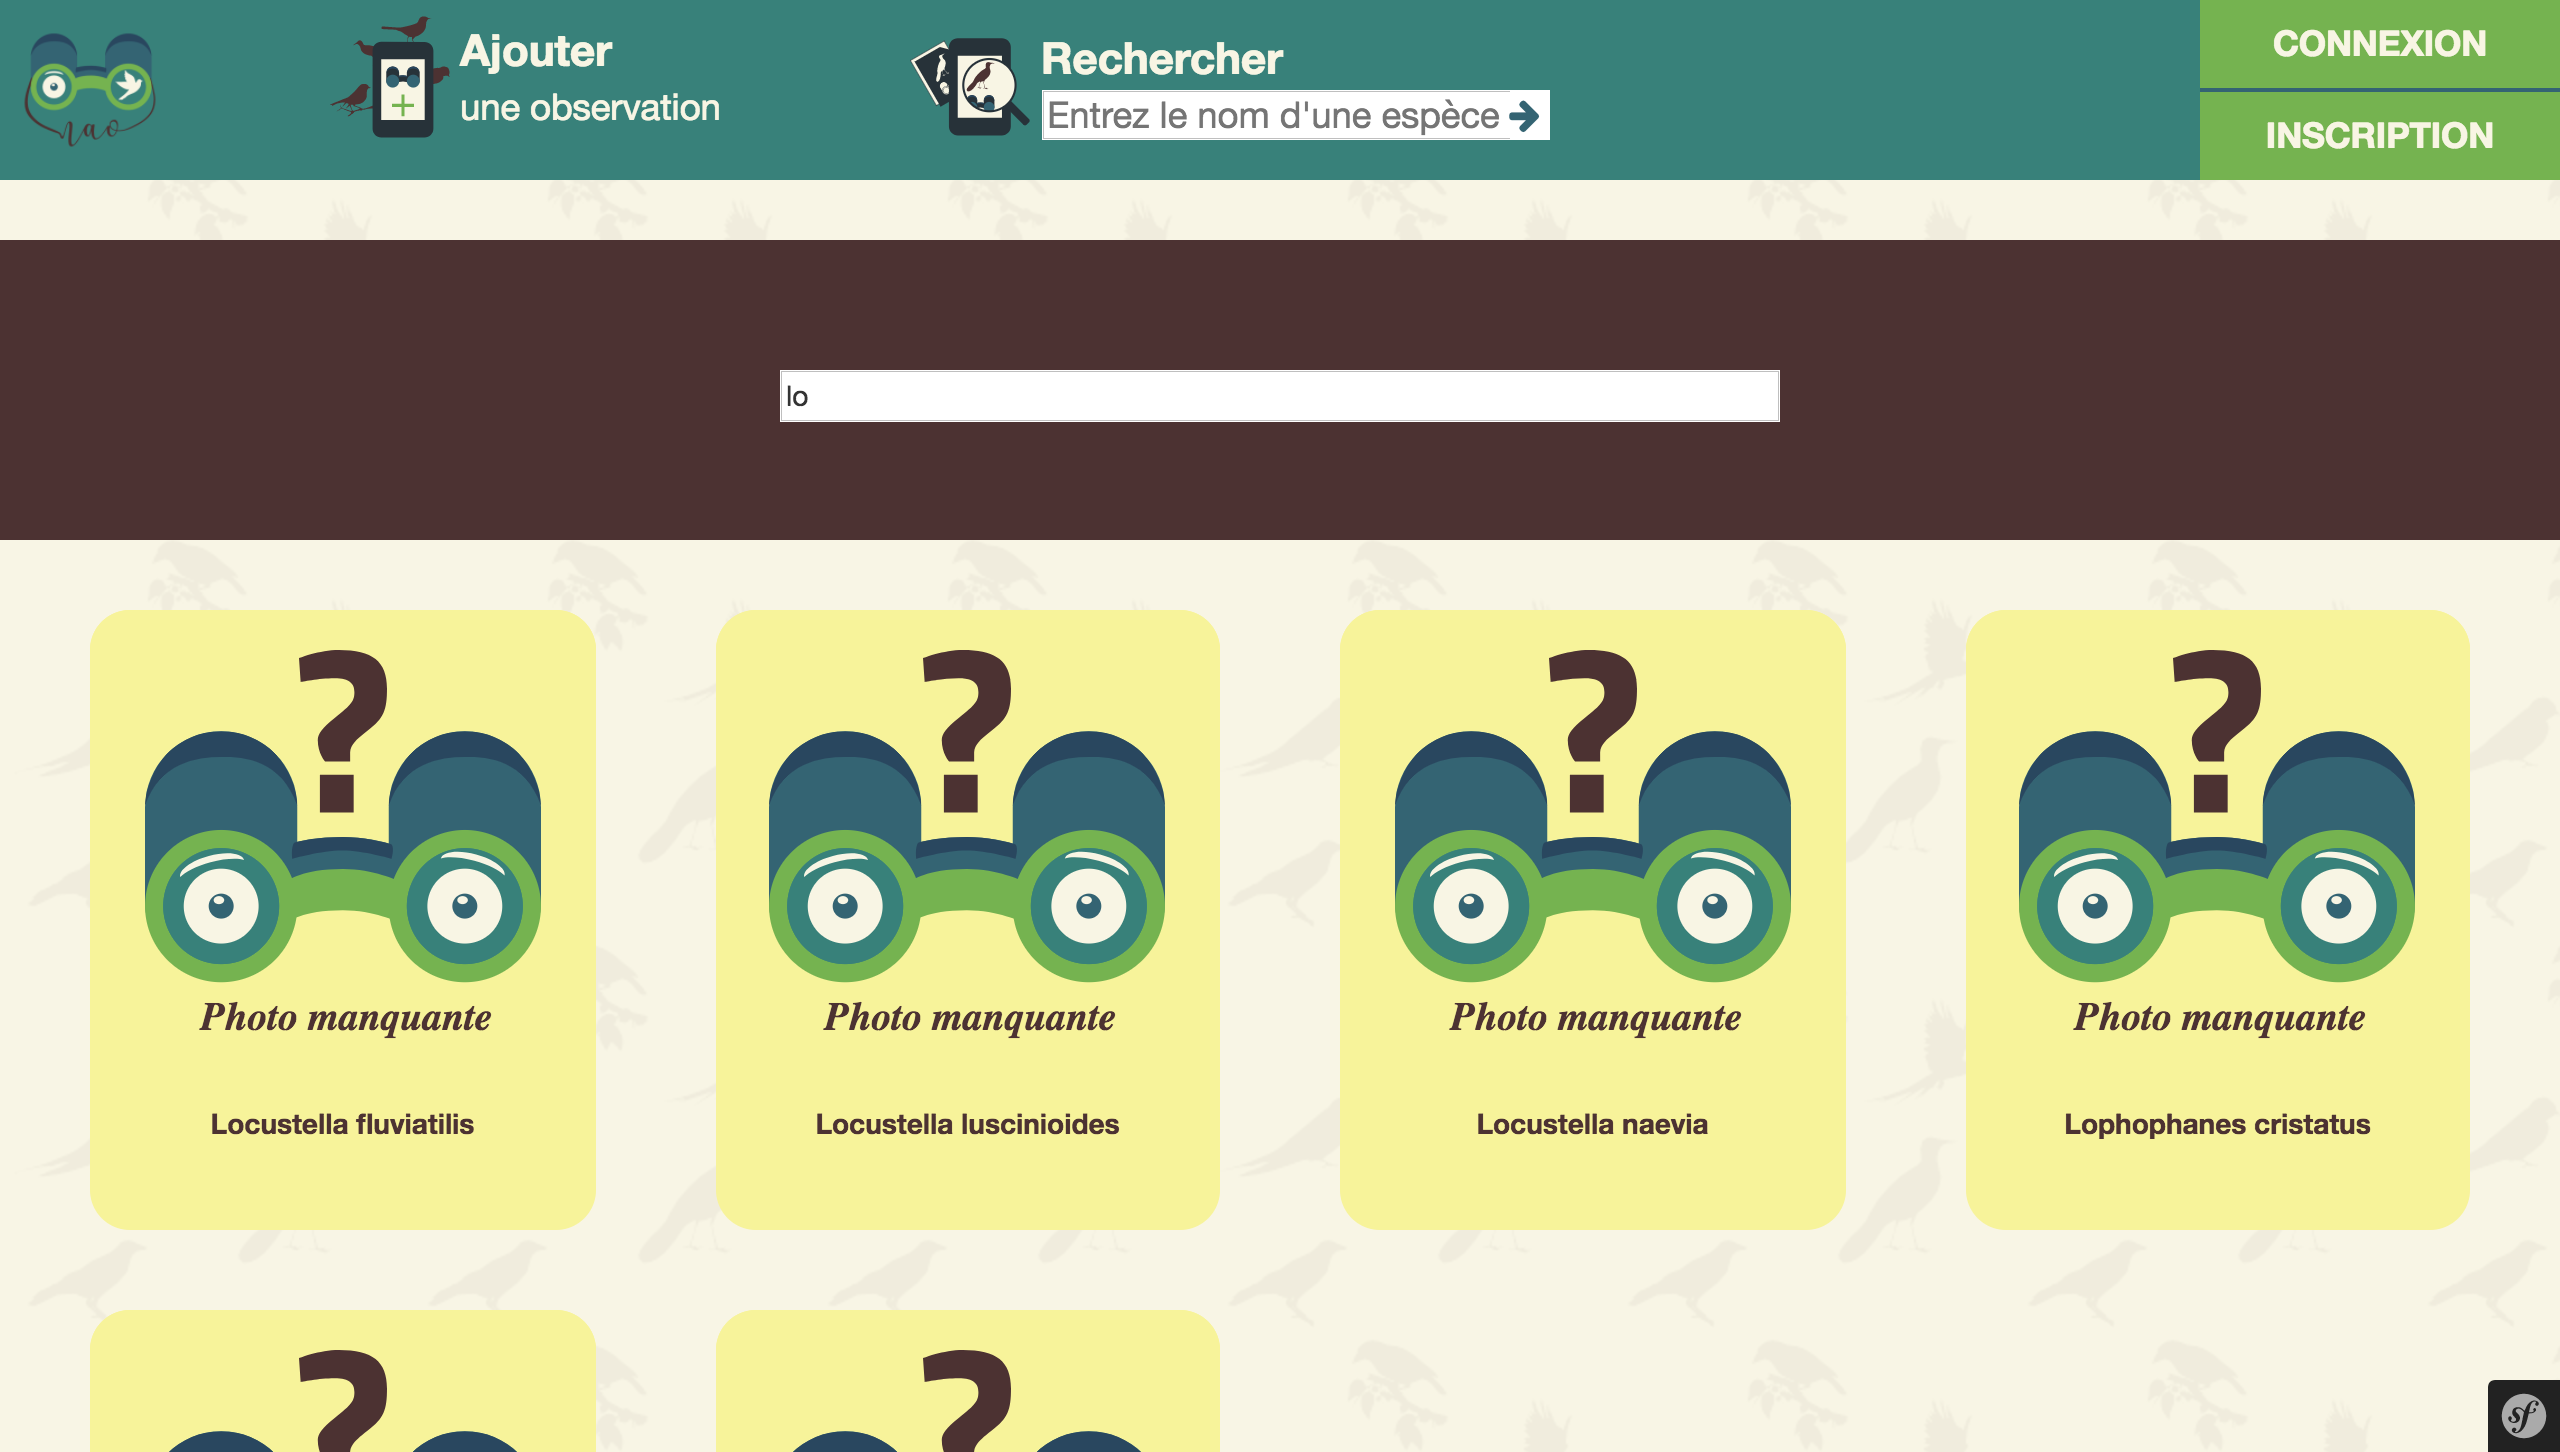 nao
Ajouter
une observation
Rechercher
Entrez le nom d'une espèce
CONNEXION
INSCRIPTION
lo
?
?
?
?
Photo manquante
Photo manquante
Photo manquante
Photo manquante
Locustella fluviatilis
Locustella luscinioides
Locustella naevia
Lophophanes cristatus
?
?
sf